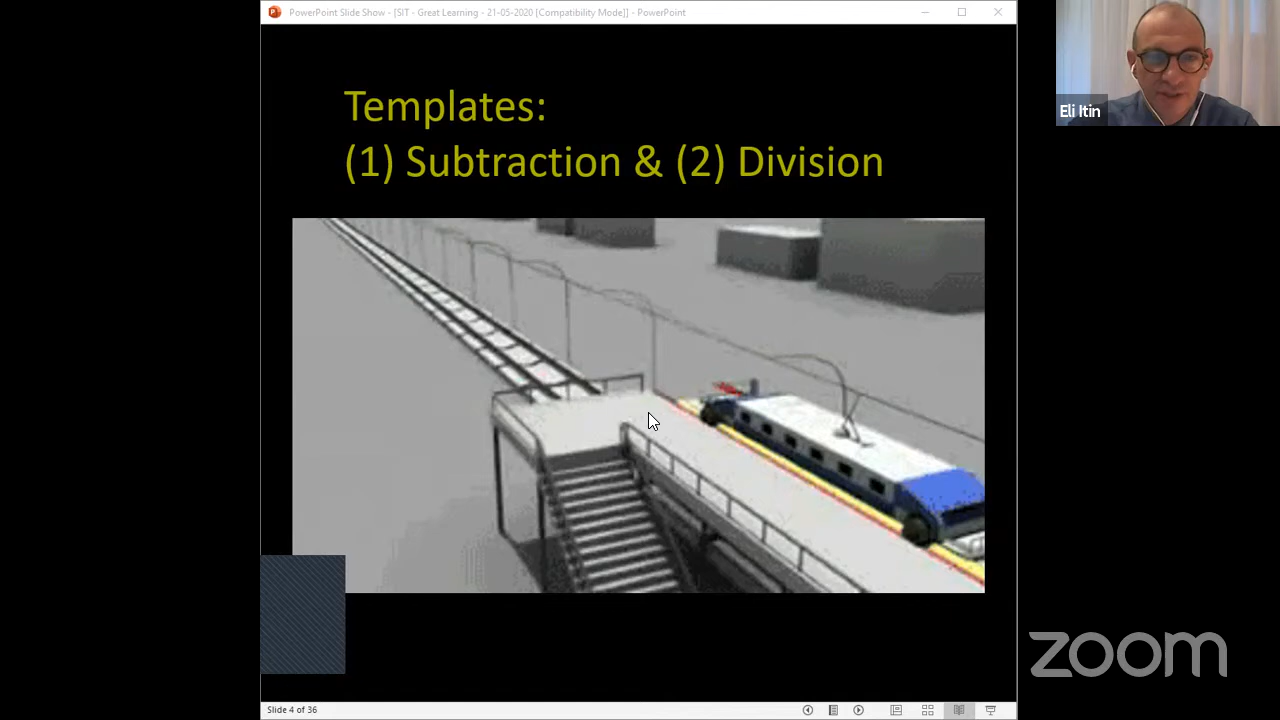 PowerPoint Slide Show - [SIT - Great Learning - 21-05-2020 [Compatibility Mode]] - PowerPoint
Templates:
(1) Subtraction & (2) Division
Eli Itin
Slide 4 of 36
zoom